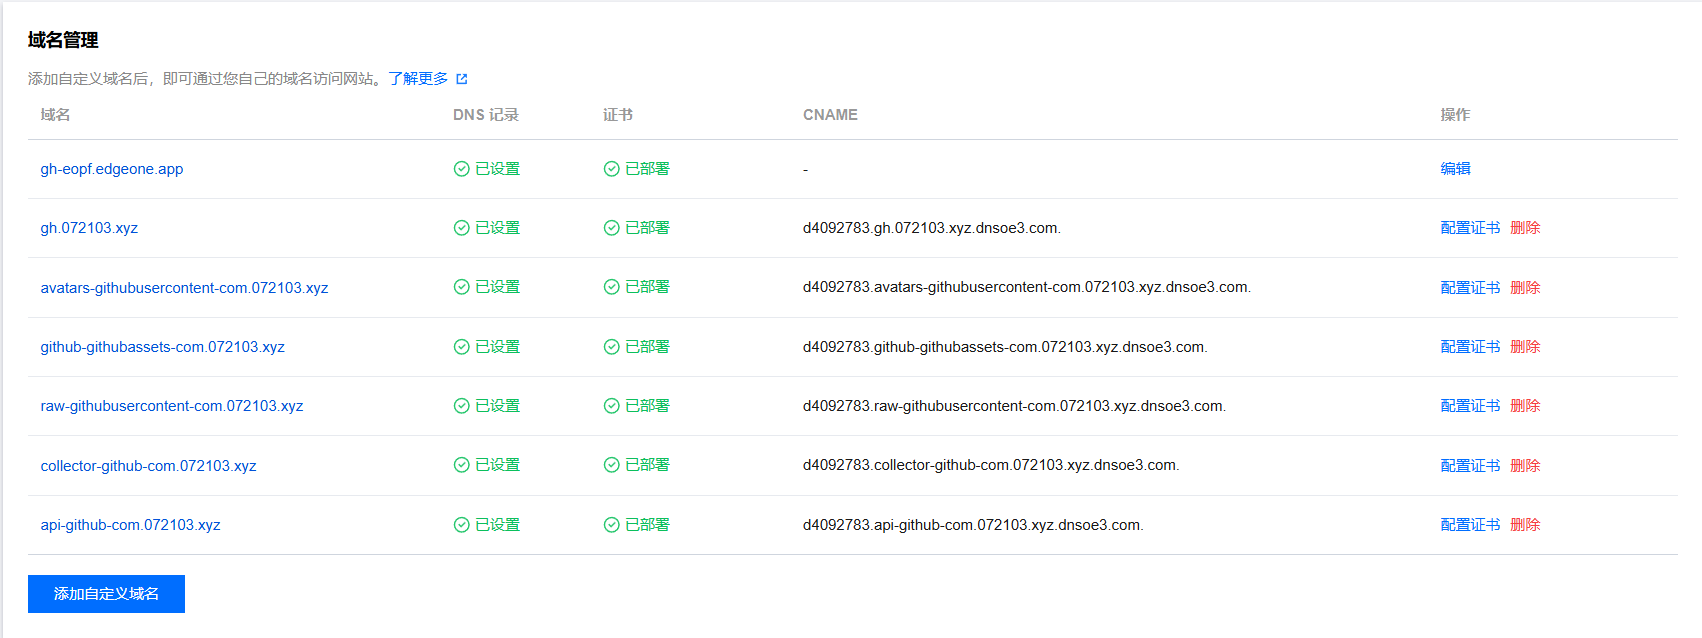 域名管理
添加自定义域名后，即可通过您自己的域名访问网站。了解更多
域名 DNS 记录 证书 CNAME 操作
gh-eopf.edgeone.app 已设置 已部署 - 编辑
gh.072103.xyz 已设置 已部署 d4092783.gh.072103.xyz.dnsoe3.com. 配置证书 删除
avatars-githubusercontent-com.072103.xyz 已设置 已部署 d4092783.avatars-githubusercontent-com.072103.xyz.dnsoe3.com. 配置证书 删除
github-githubassets-com.072103.xyz 已设置 已部署 d4092783.github-githubassets-com.072103.xyz.dnsoe3.com. 配置证书 删除
raw-githubusercontent-com.072103.xyz 已设置 已部署 d4092783.raw-githubusercontent-com.072103.xyz.dnsoe3.com. 配置证书 删除
collector-github-com.072103.xyz 已设置 已部署 d4092783.collector-github-com.072103.xyz.dnsoe3.com. 配置证书 删除
api-github-com.072103.xyz 已设置 已部署 d4092783.api-github-com.072103.xyz.dnsoe3.com. 配置证书 删除
添加自定义域名